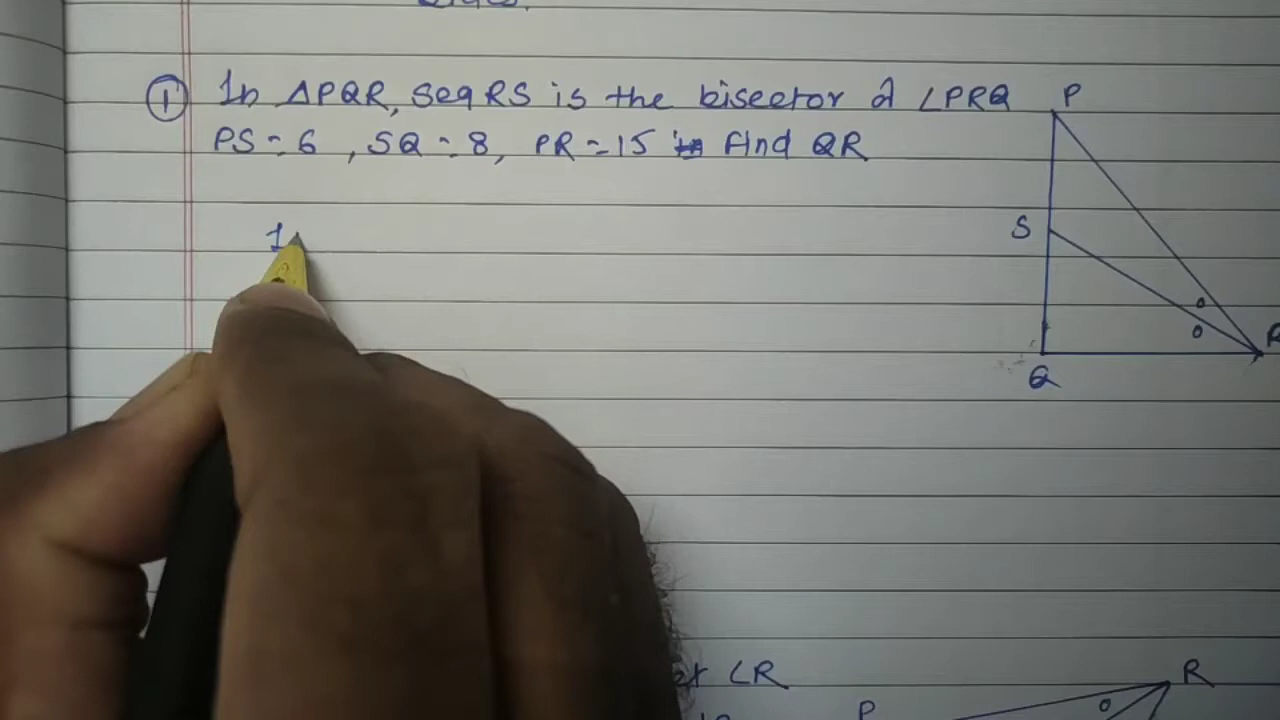 ① In ΔPQR, seg RS is the bisector of ∠PRQ
PS = 6 , SQ = 8, PR = 15 Find QR
P
S
R
Q
1
∠R
R
P